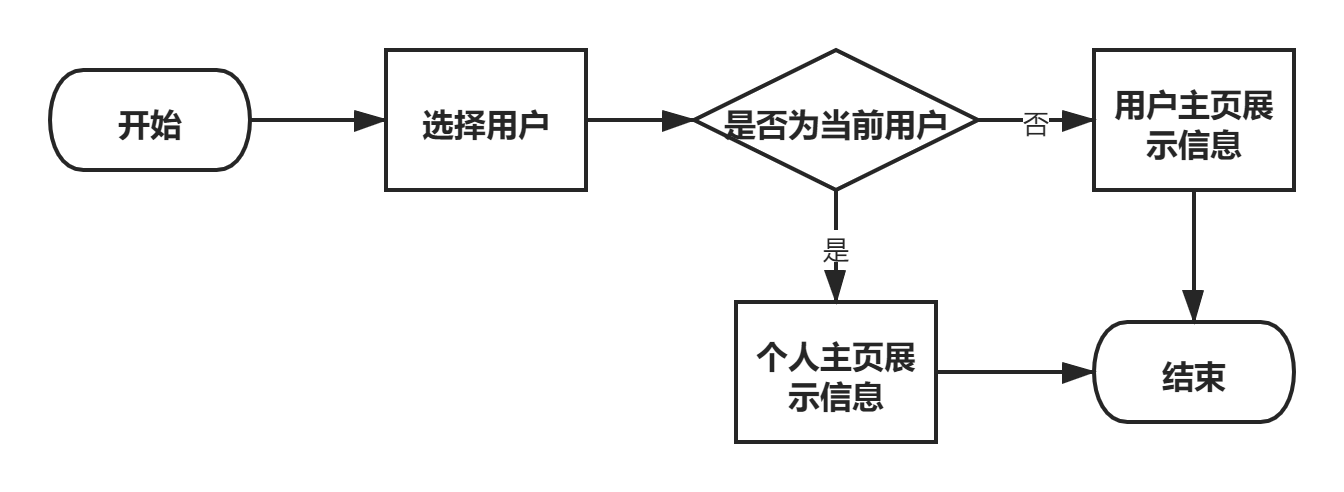 开始
选择用户
是否为当前用户
否
用户主页展
示信息
是
个人主页展
示信息
结束